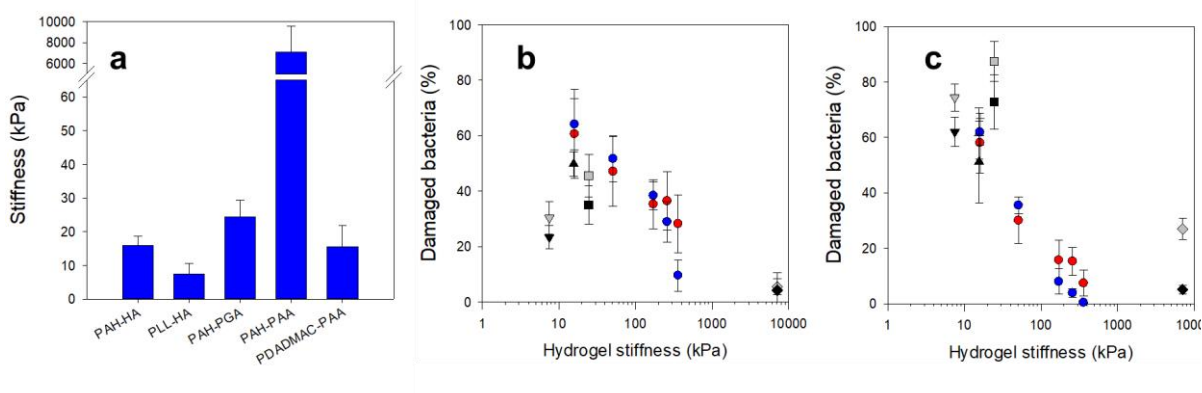 a
Stiffness (kPa)
10000
8000
6000
60
50
40
30
20
10
0
PAH-HA
PLL-HA
PAH-PGA
PAH-PAA
PDADMAC-PAA
b
Damaged bacteria (%)
100
80
60
40
20
0
1
10
100
1000
10000
Hydrogel stiffness (kPa)
c
Damaged bacteria (%)
100
80
60
40
20
0
1
10
100
1000
1000
Hydrogel stiffness (kPa)